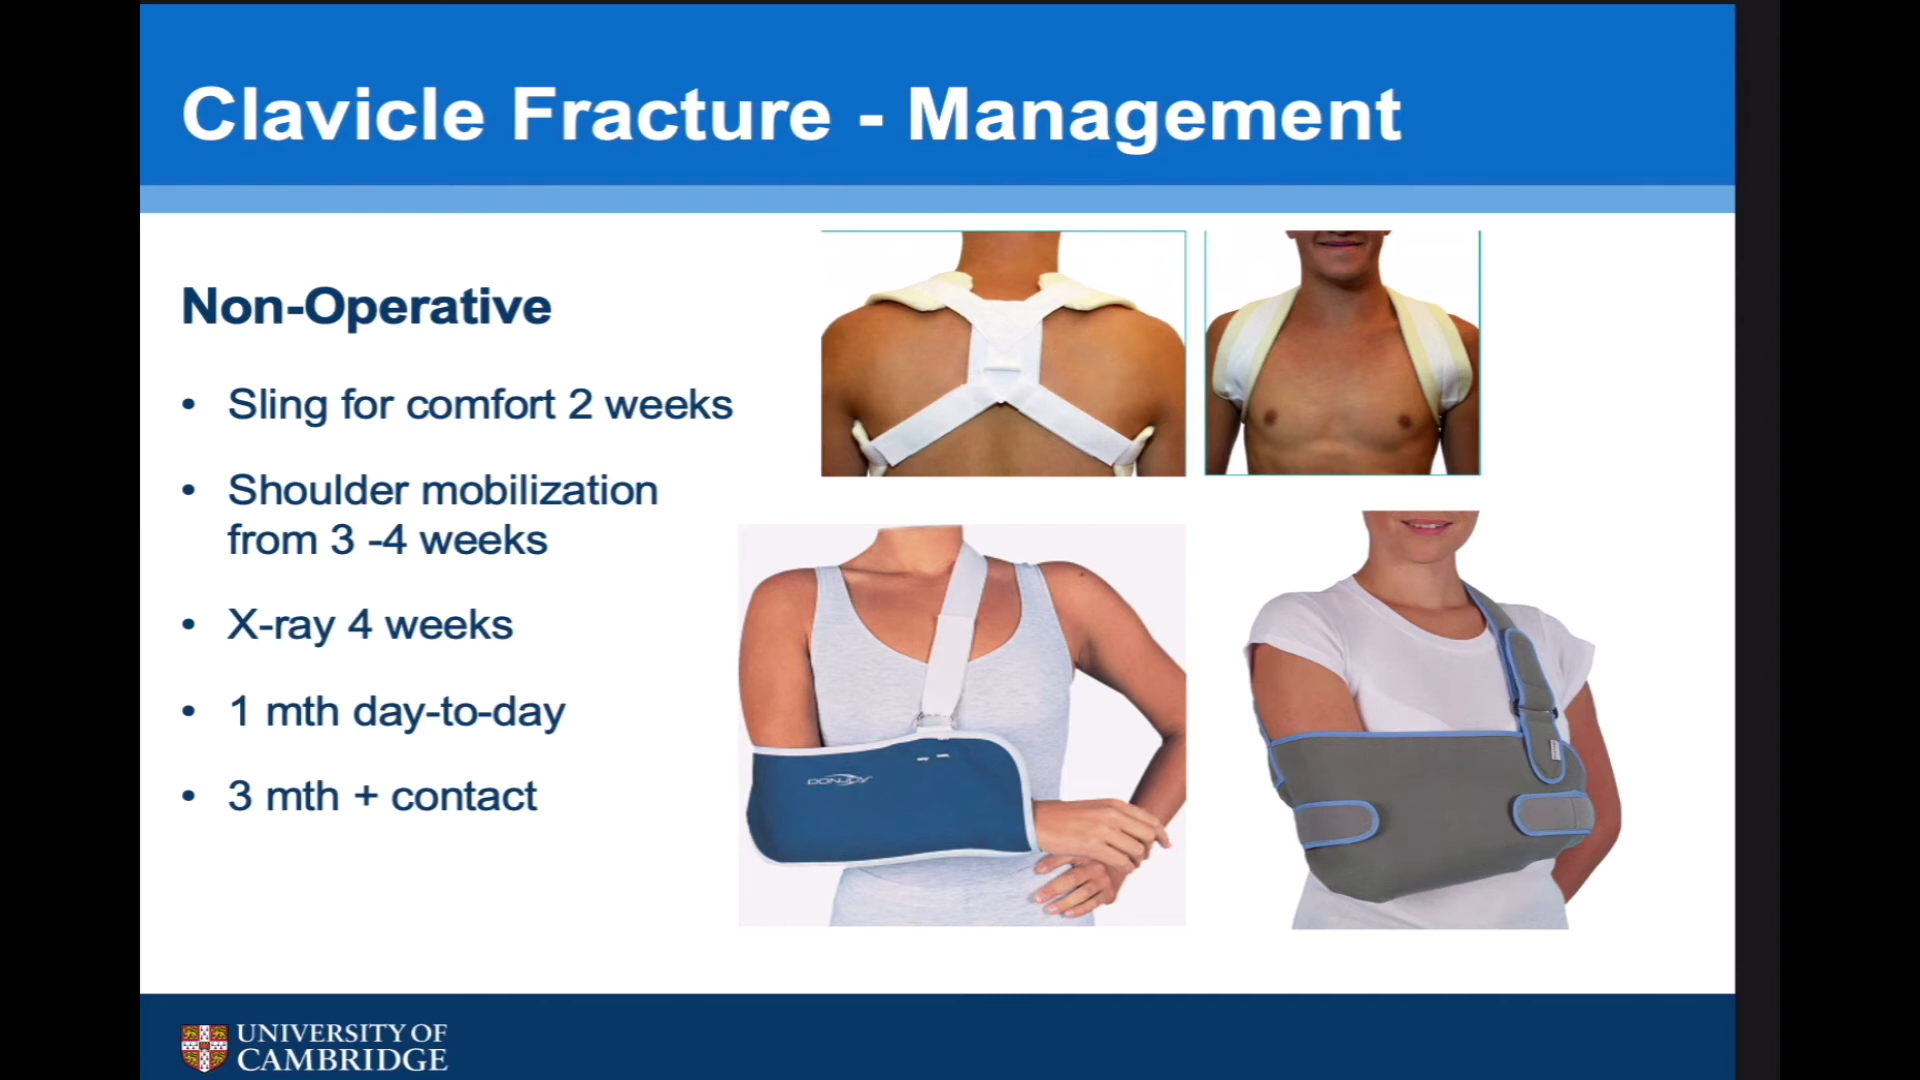 Clavicle Fracture - Management
Non-Operative
• Sling for comfort 2 weeks
• Shoulder mobilization
from 3 -4 weeks
• X-ray 4 weeks
• 1 mth day-to-day
• 3 mth + contact
DONJOY
UNIVERSITY OF
CAMBRIDGE